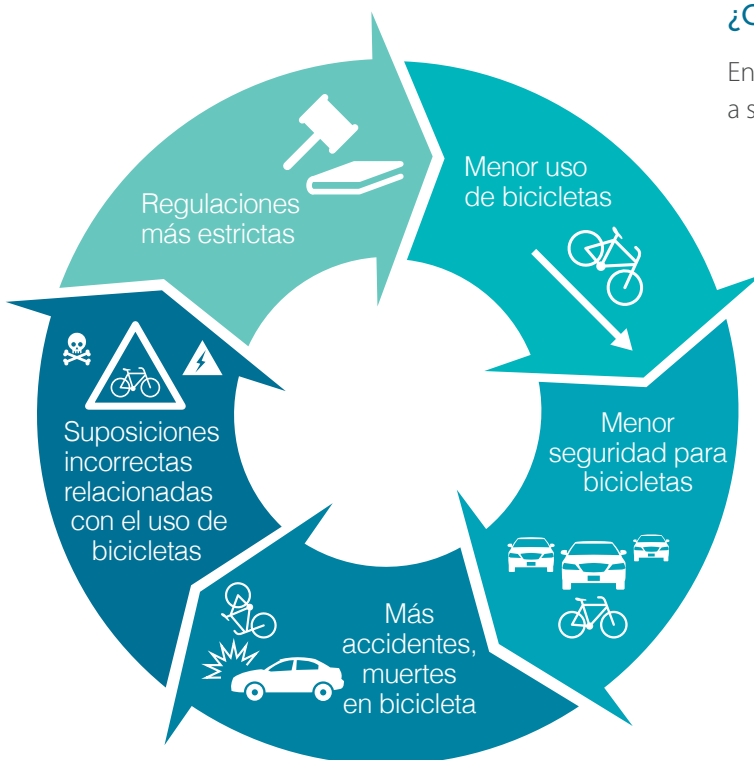 ¿
En
a s
Regulaciones
más estrictas
Menor uso
de bicicletas
Menor
seguridad para
bicicletas
Más
accidentes,
muertes
en bicicleta
Suposiciones
incorrectas
relacionadas
con el uso de
bicicletas